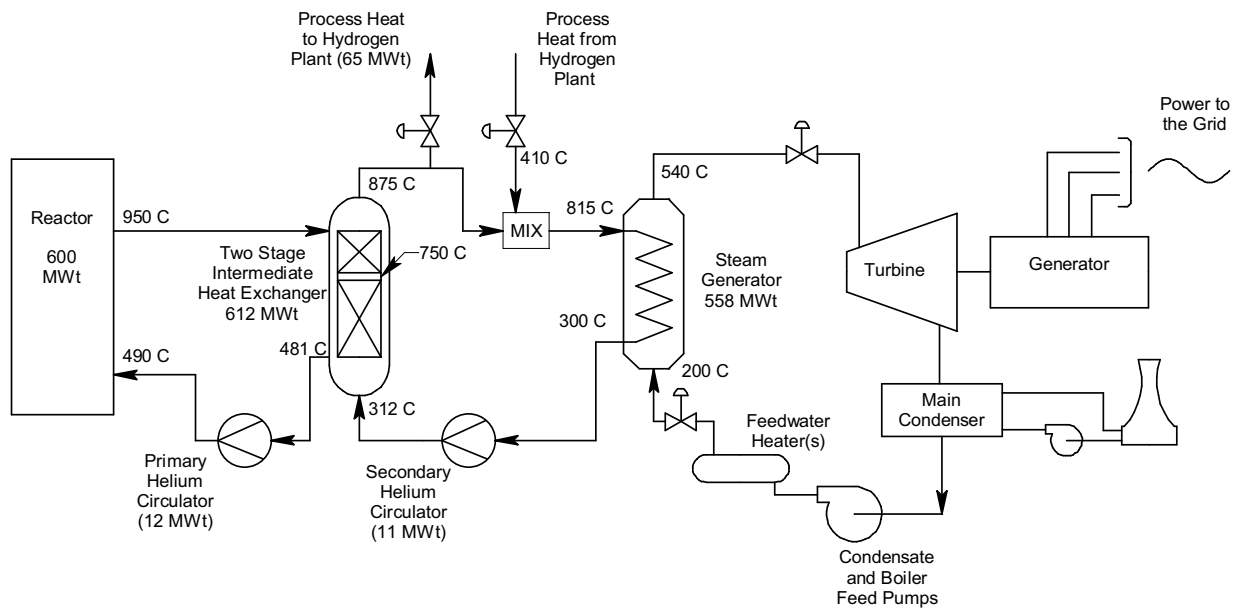 Process Heat
to Hydrogen
Plant (65 MWt)
Process
Heat from
Hydrogen
Plant
Power to
the Grid
410 C
540 C
875 C
815 C
MIX
Reactor
600
MWt
950 C
Two Stage
Intermediate
Heat Exchanger
612 MWt
750 C
Steam
Generator
558 MWt
Turbine
Generator
300 C
481 C
490 C
200 C
312 C
Main
Condenser
Feedwater
Heater(s)
Primary
Helium
Circulator
(12 MWt)
Secondary
Helium
Circulator
(11 MWt)
Condensate
and Boiler
Feed Pumps